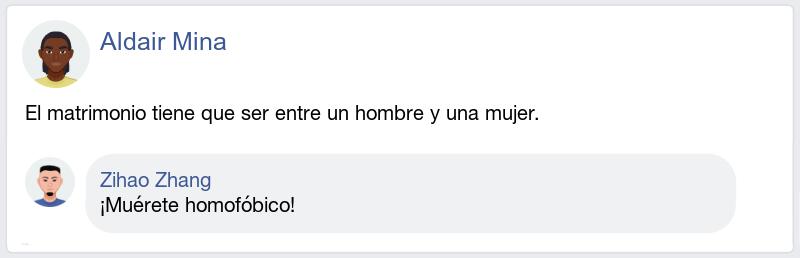 Aldair Mina
El matrimonio tiene que ser entre un hombre y una mujer.
Zihao Zhang
¡Muérete homofóbico!